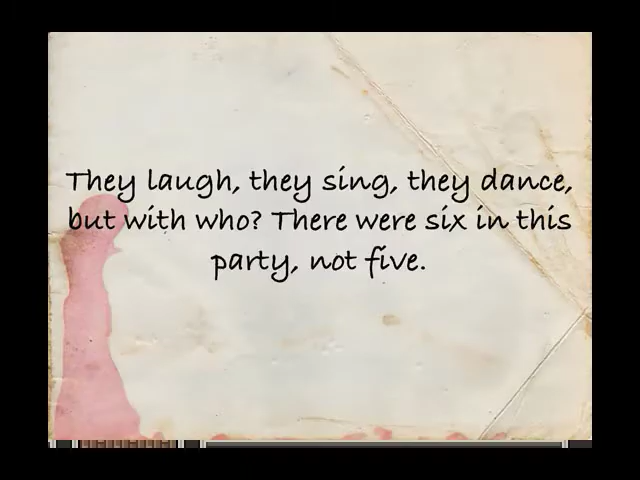 They laugh, they sing, they dance,
but with who? There were six in this
party, not five.